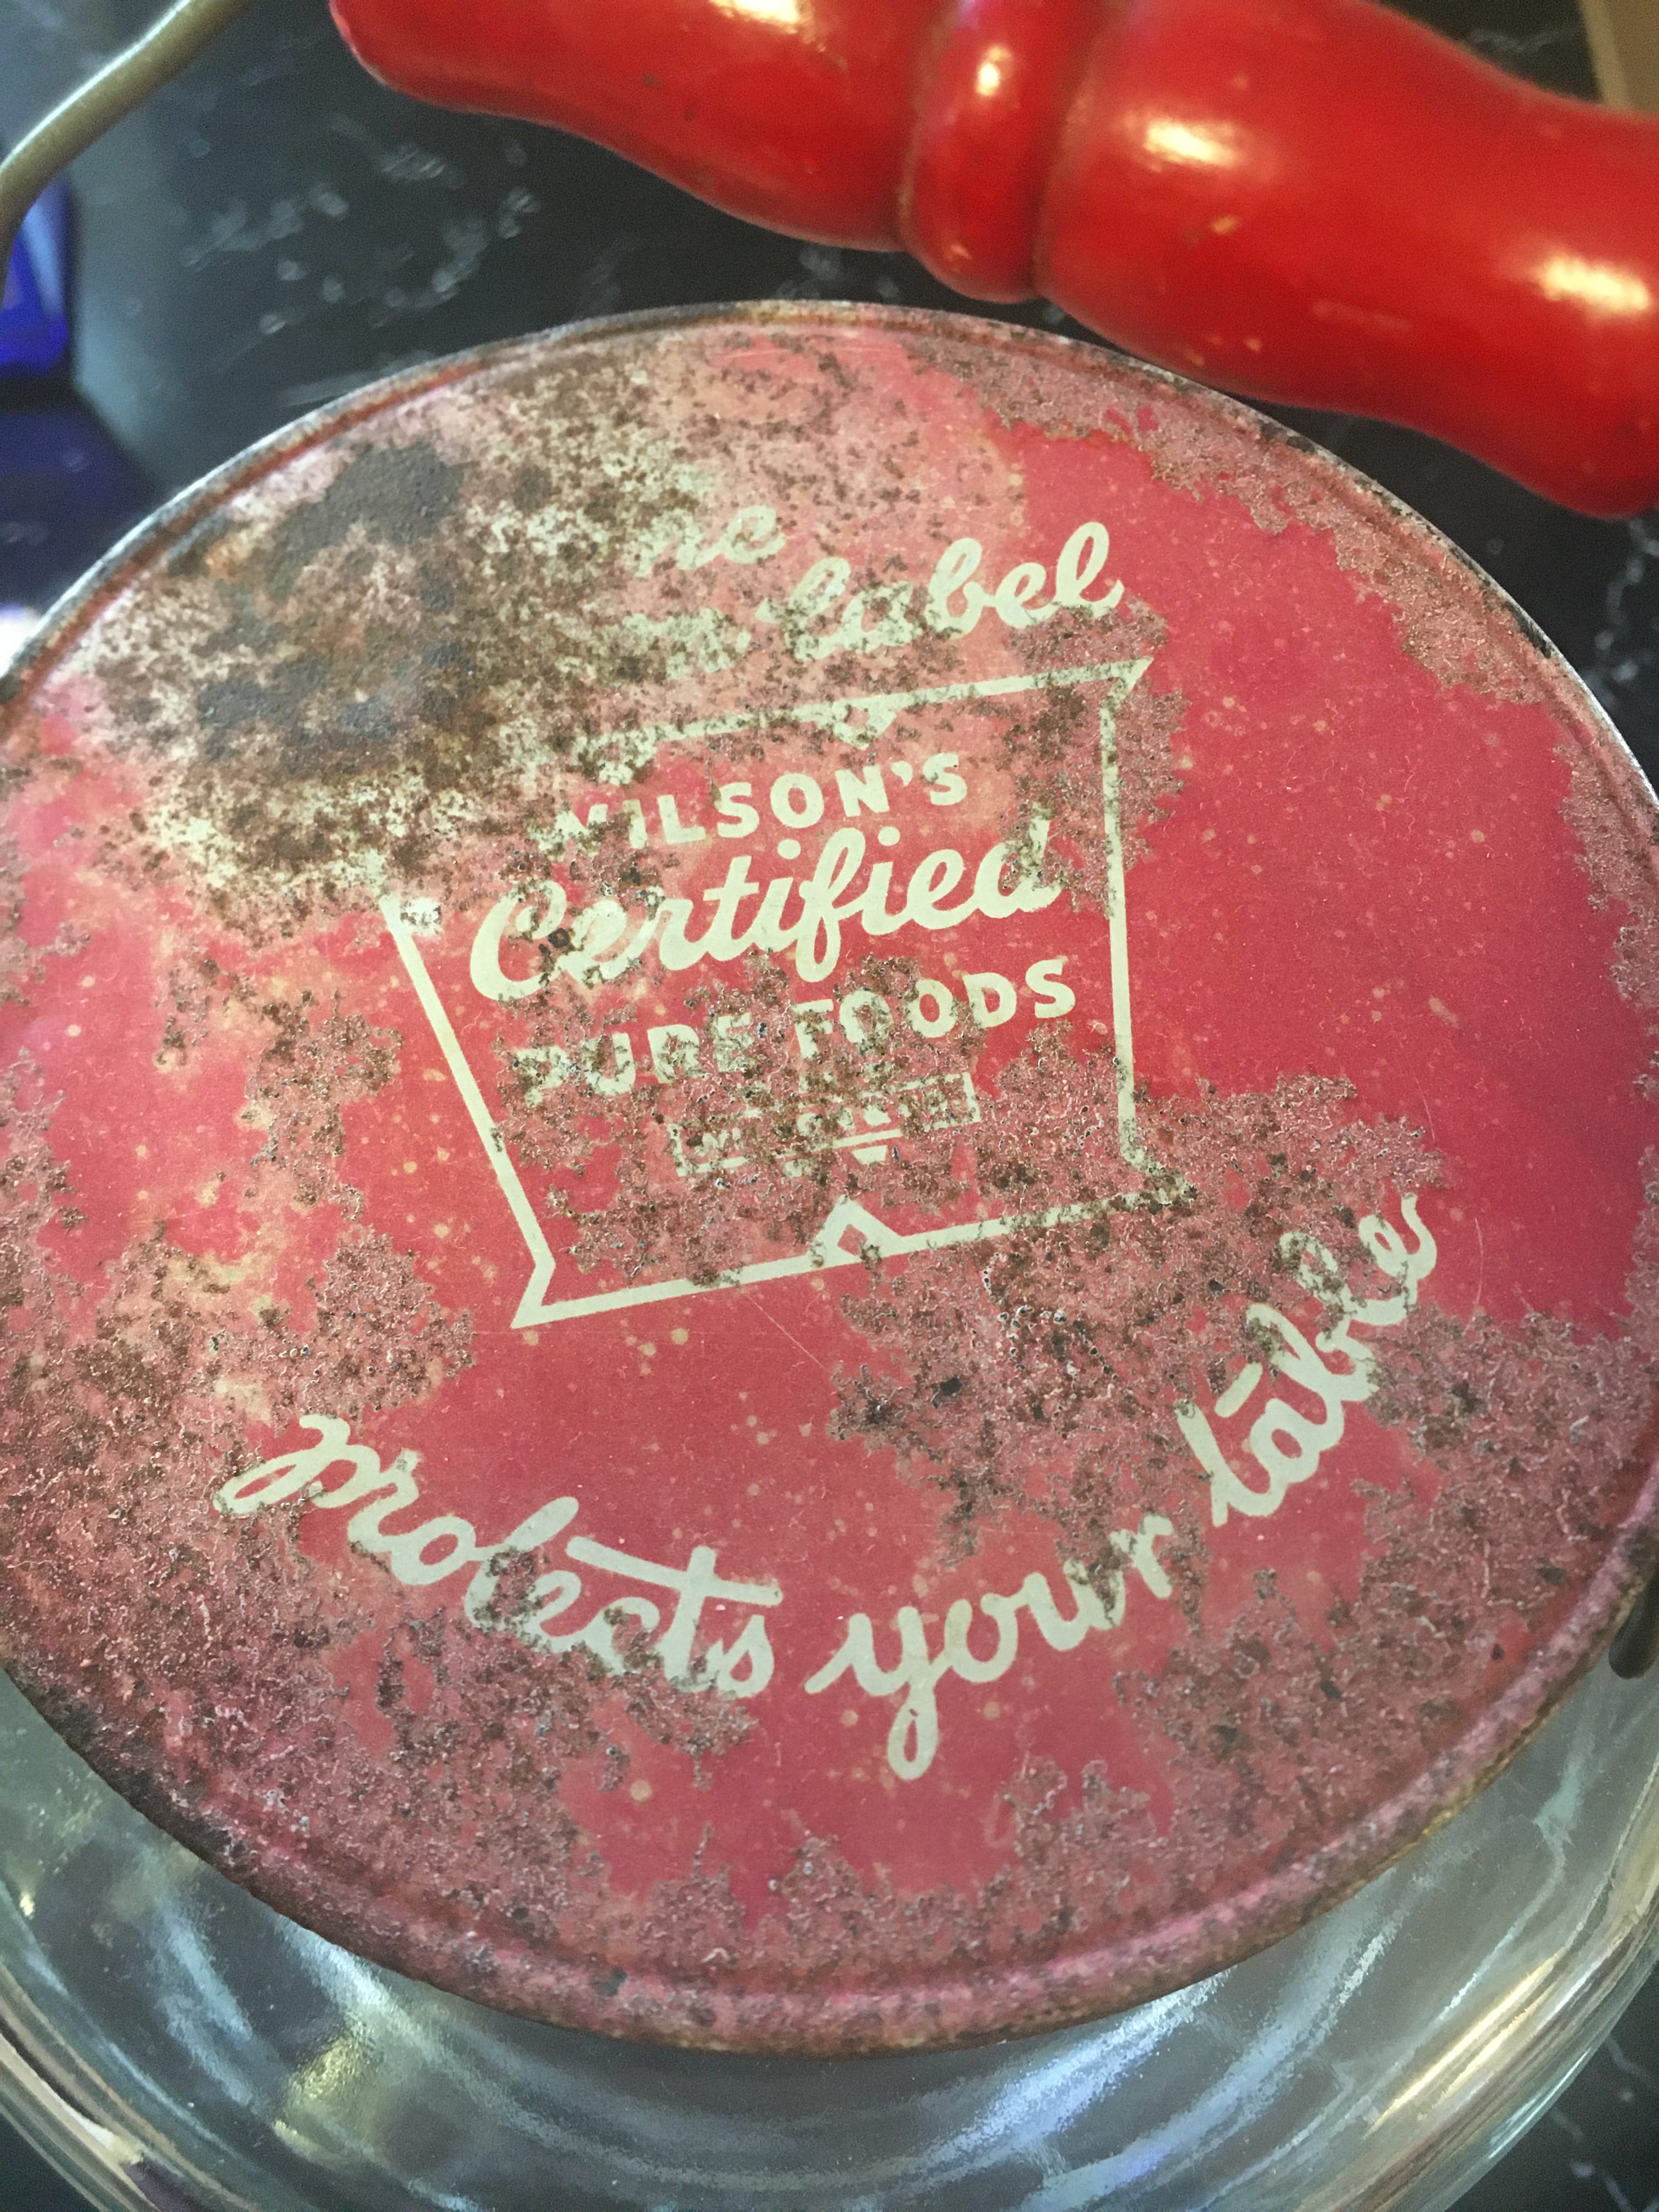 label
WILSON'S
Certified
PURE FOODS
protects your table